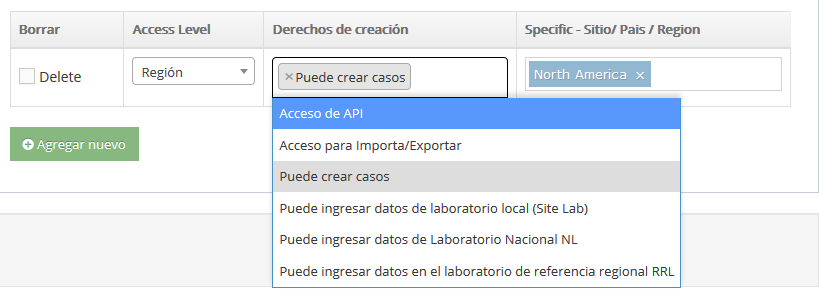 Borrar
Access Level
Derechos de creación
Specific - Sitio/ Pais / Region
Delete
Región
×Puede crear casos
North America ×
Acceso de API
Acceso para Importa/Exportar
Puede crear casos
Puede ingresar datos de laboratorio local (Site Lab)
Puede ingresar datos de Laboratorio Nacional NL
Puede ingresar datos en el laboratorio de referencia regional RRL
Agregar nuevo